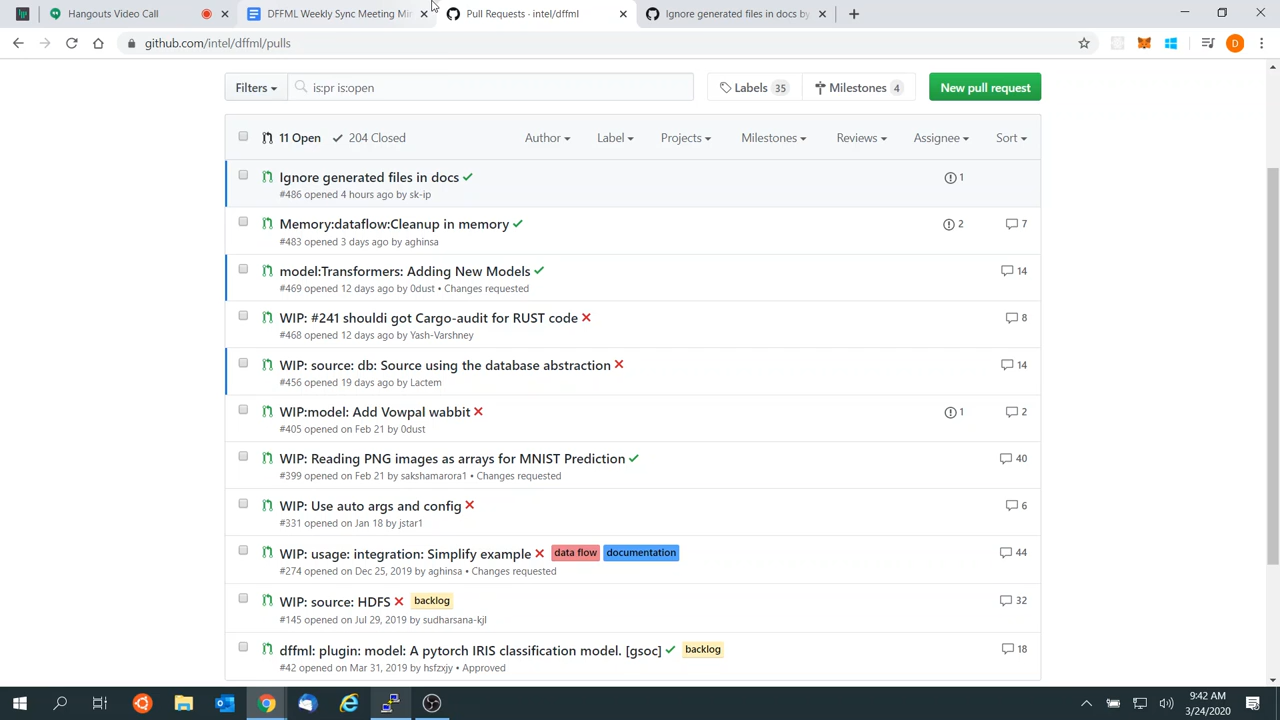 Hangouts Video Call
DFFML Weekly Sync Meeting Min
Pull Requests · intel/dffml
Ignore generated files in docs by
github.com/intel/dffml/pulls
D
Filters
is:pr is:open
Labels 35
Milestones 4
New pull request
11 Open
204 Closed
Author
Label
Projects
Milestones
Reviews
Assignee
Sort
Ignore generated files in docs
1
#486 opened 4 hours ago by sk-ip
Memory:dataflow:Cleanup in memory
2
7
#483 opened 3 days ago by aghinsa
model:Transformers: Adding New Models
14
#469 opened 12 days ago by 0dust • Changes requested
WIP: #241 shouldi got Cargo-audit for RUST code
8
#468 opened 12 days ago by Yash-Varshney
WIP: source: db: Source using the database abstraction
14
#456 opened 19 days ago by Lactem
WIP:model: Add Vowpal wabbit
1
2
#405 opened on Feb 21 by 0dust
WIP: Reading PNG images as arrays for MNIST Prediction
40
#399 opened on Feb 21 by sakshamarora1 • Changes requested
WIP: Use auto args and config
6
#331 opened on Jan 18 by jstar1
WIP: usage: integration: Simplify example
data flow
documentation
44
#274 opened on Dec 25, 2019 by aghinsa • Changes requested
WIP: source: HDFS
backlog
32
#145 opened on Jul 29, 2019 by sudharsana-kjl
dffml: plugin: model: A pytorch IRIS classification model. [gsoc]
backlog
18
#42 opened on Mar 31, 2019 by hsfzxjy • Approved
9:42 AM
3/24/2020